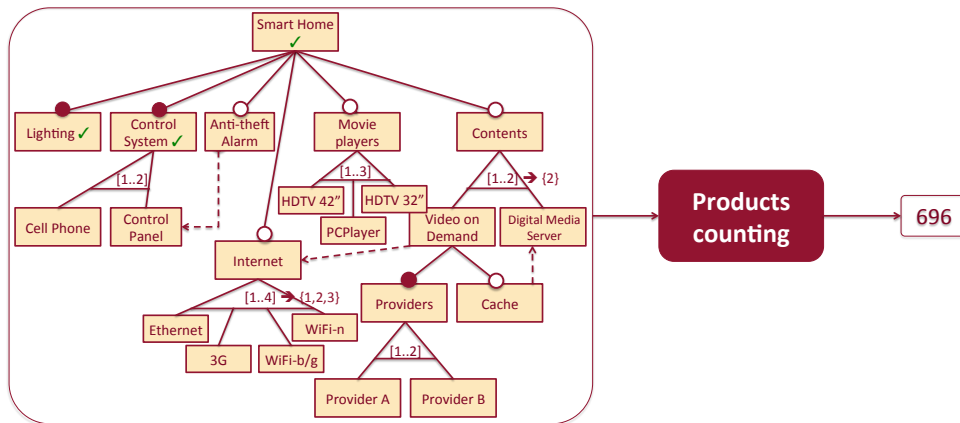 Smart Home
✓
Lighting ✓
Control
System ✓
Anti-theft
Alarm
Movie
players
Contents
[1..2]
[1..3]
[1..2] ➔ {2}
Cell Phone
Control
Panel
HDTV 42”
HDTV 32”
PCPlayer
Video on
Demand
Digital Media
Server
Products
counting
696
Internet
[1..4] ➔ {1,2,3}
Providers
Cache
Ethernet
WiFi-n
3G
WiFi-b/g
[1..2]
Provider A
Provider B